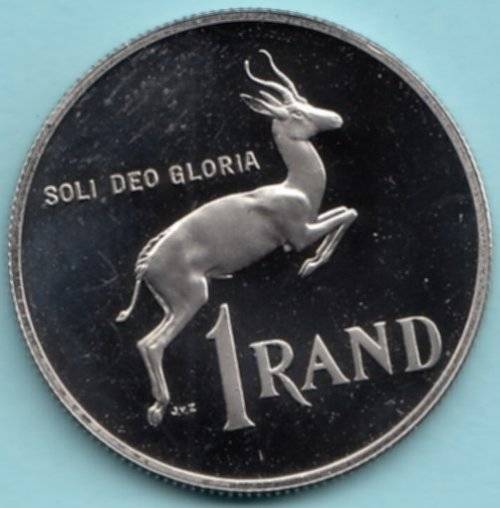 SOLI DEO GLORIA
1 RAND
J.V.Z